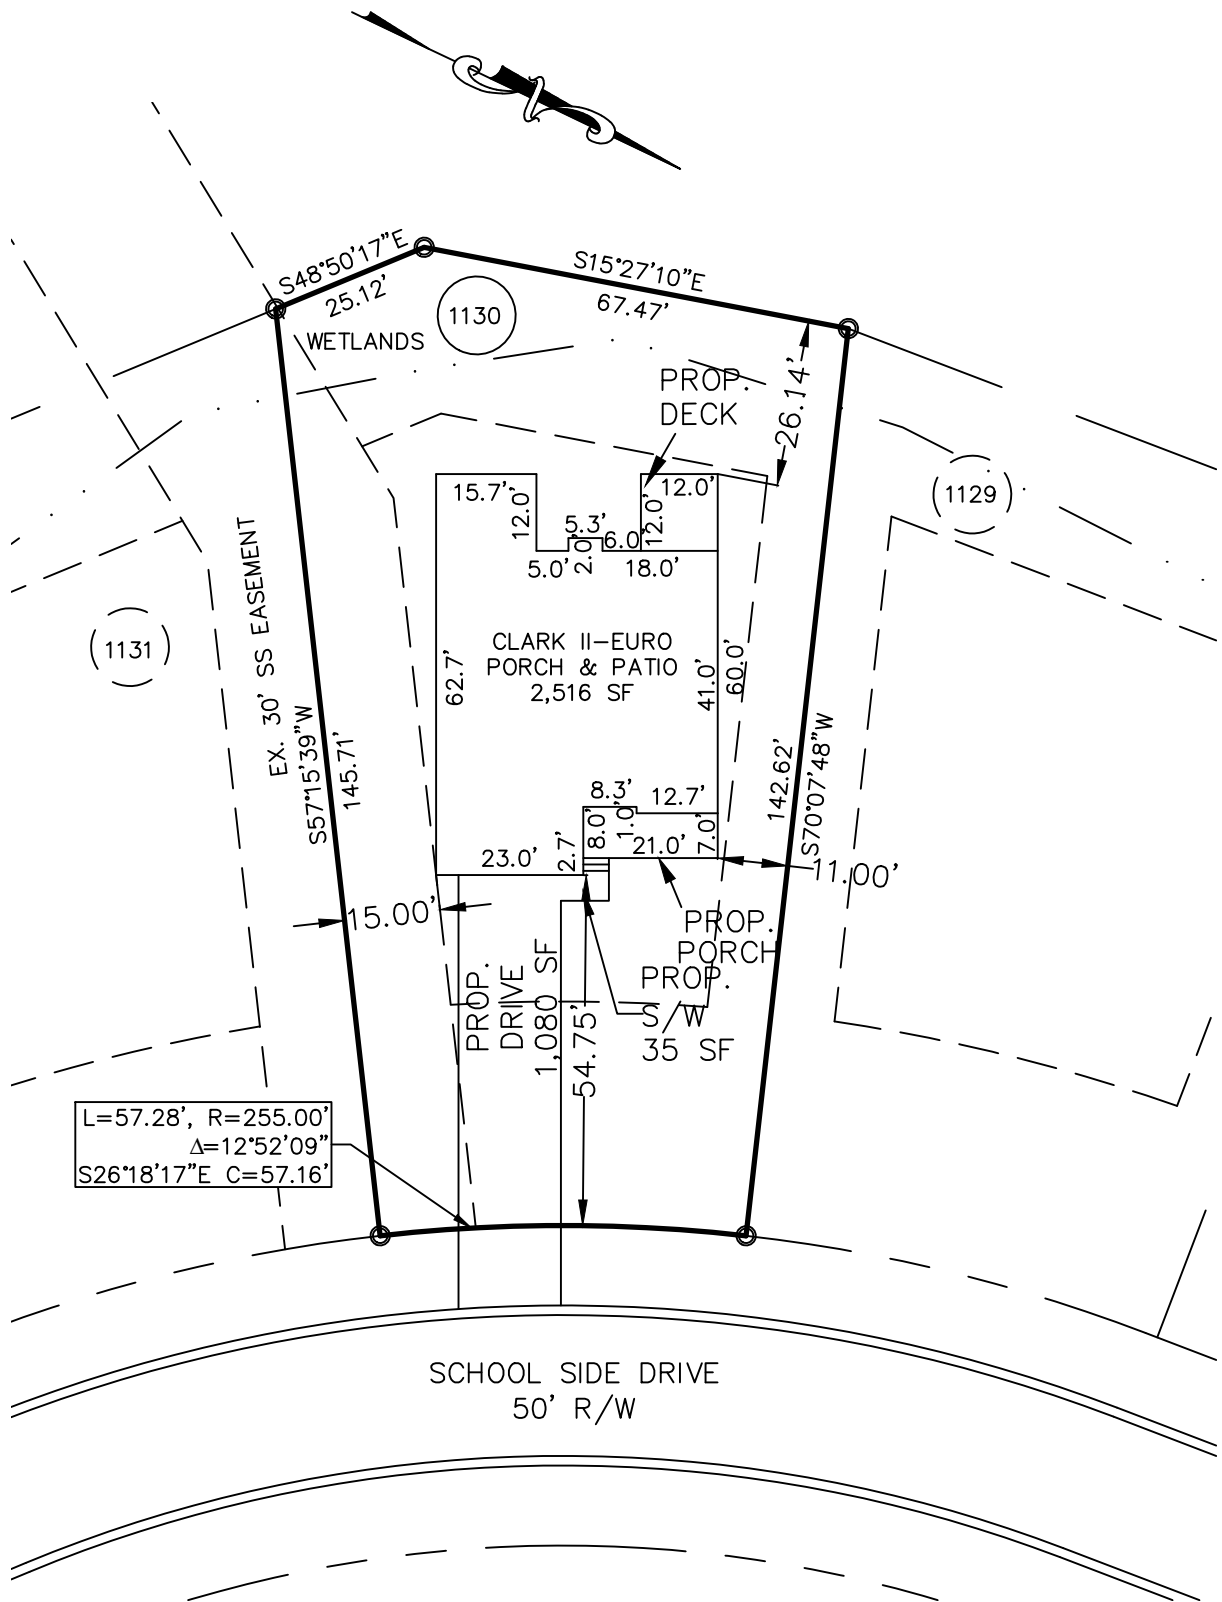 S48°50'17"E
25.12'
S15°27'10"E
67.47'
1130
WETLANDS
26.14'
PROP.
DECK
1129
15.7'
12.0'
12.0'
12.0'
5.3'
2.0'
6.0'
5.0'
18.0'
1131
EX. 30' SS EASEMENT
CLARK II-EURO
PORCH & PATIO
2,516 SF
62.7'
41.0'
60.0'
S57°15'39"W
145.71'
142.62'
S70°07'48"W
8.3'
12.7'
8.0'
1.0'
7.0'
23.0'
2.7'
21.0'
11.00'
15.00'
PROP.
PORCH
PROP.
DRIVE
1,080 SF
PROP.
S/W
35 SF
54.75'
L=57.28', R=255.00'
Δ=12°52'09"
S26°18'17"E C=57.16'
SCHOOL SIDE DRIVE
50' R/W